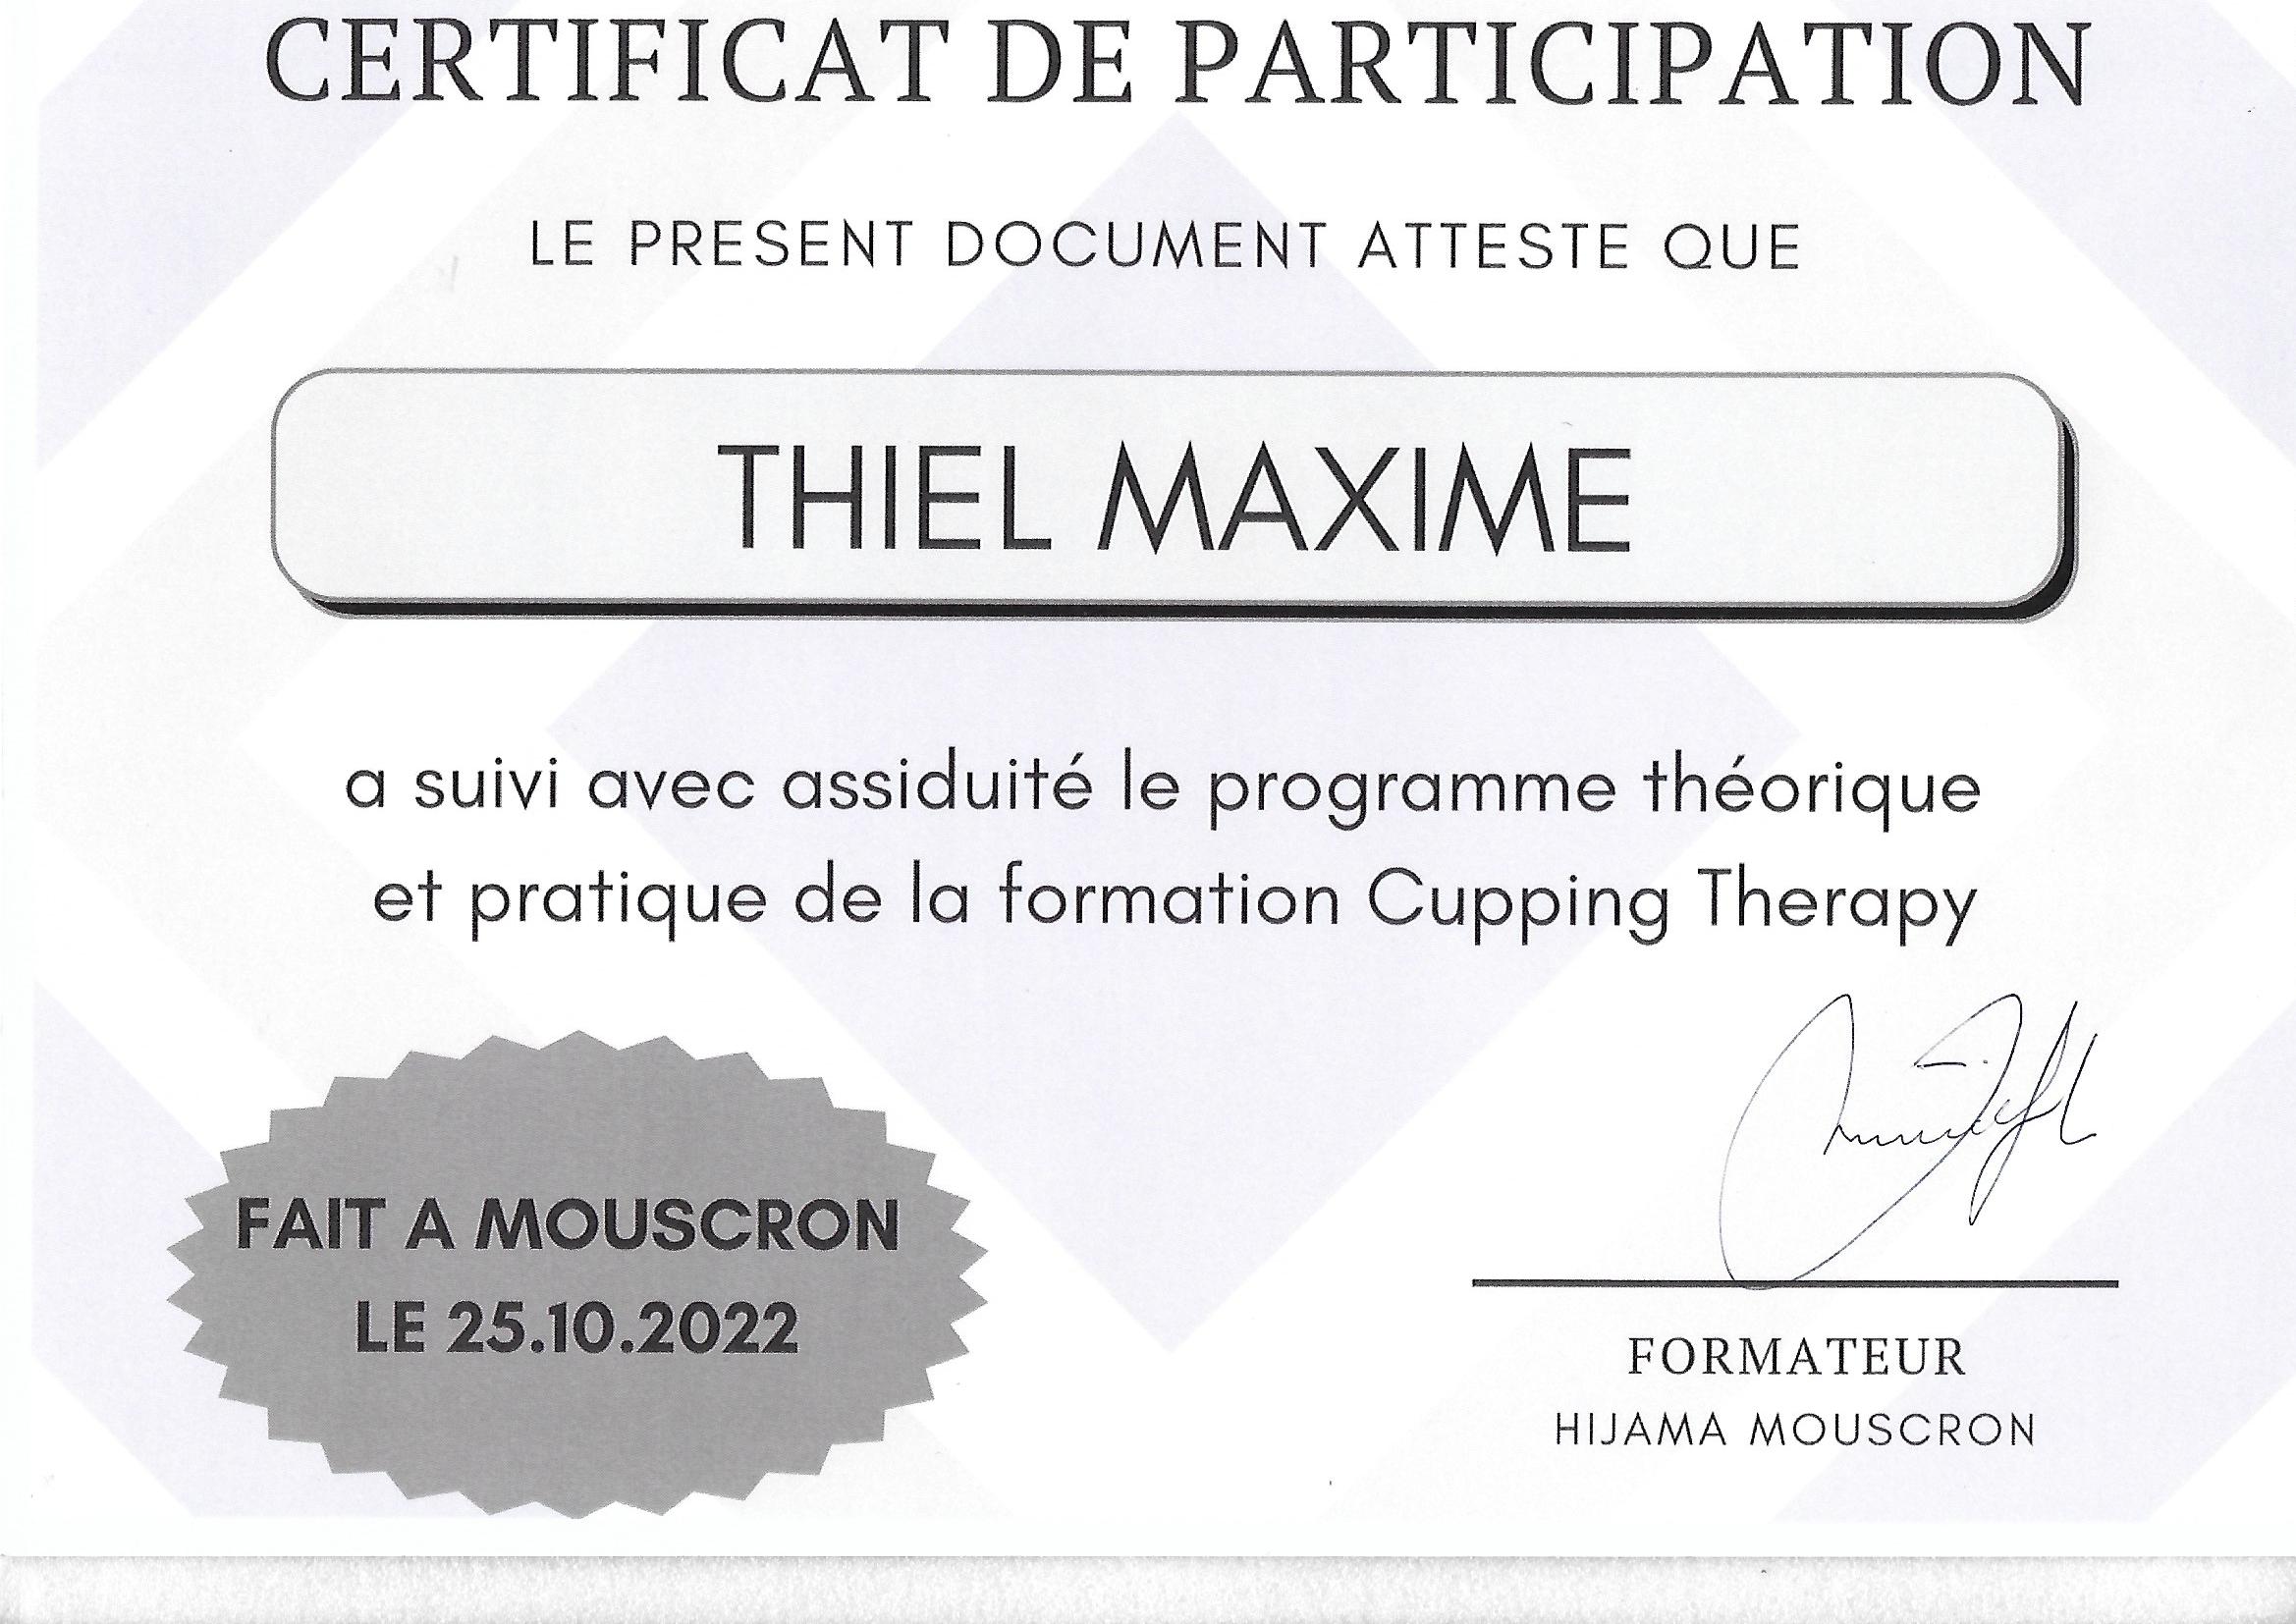 CERTIFICAT DE PARTICIPATION
LE PRESENT DOCUMENT ATTESTE QUE
THIEL MAXIME
a suivi avec assiduité le programme théorique
et pratique de la formation Cupping Therapy
FAIT A MOUSCRON
LE 25.10.2022
FORMATEUR
HIJAMA MOUSCRON